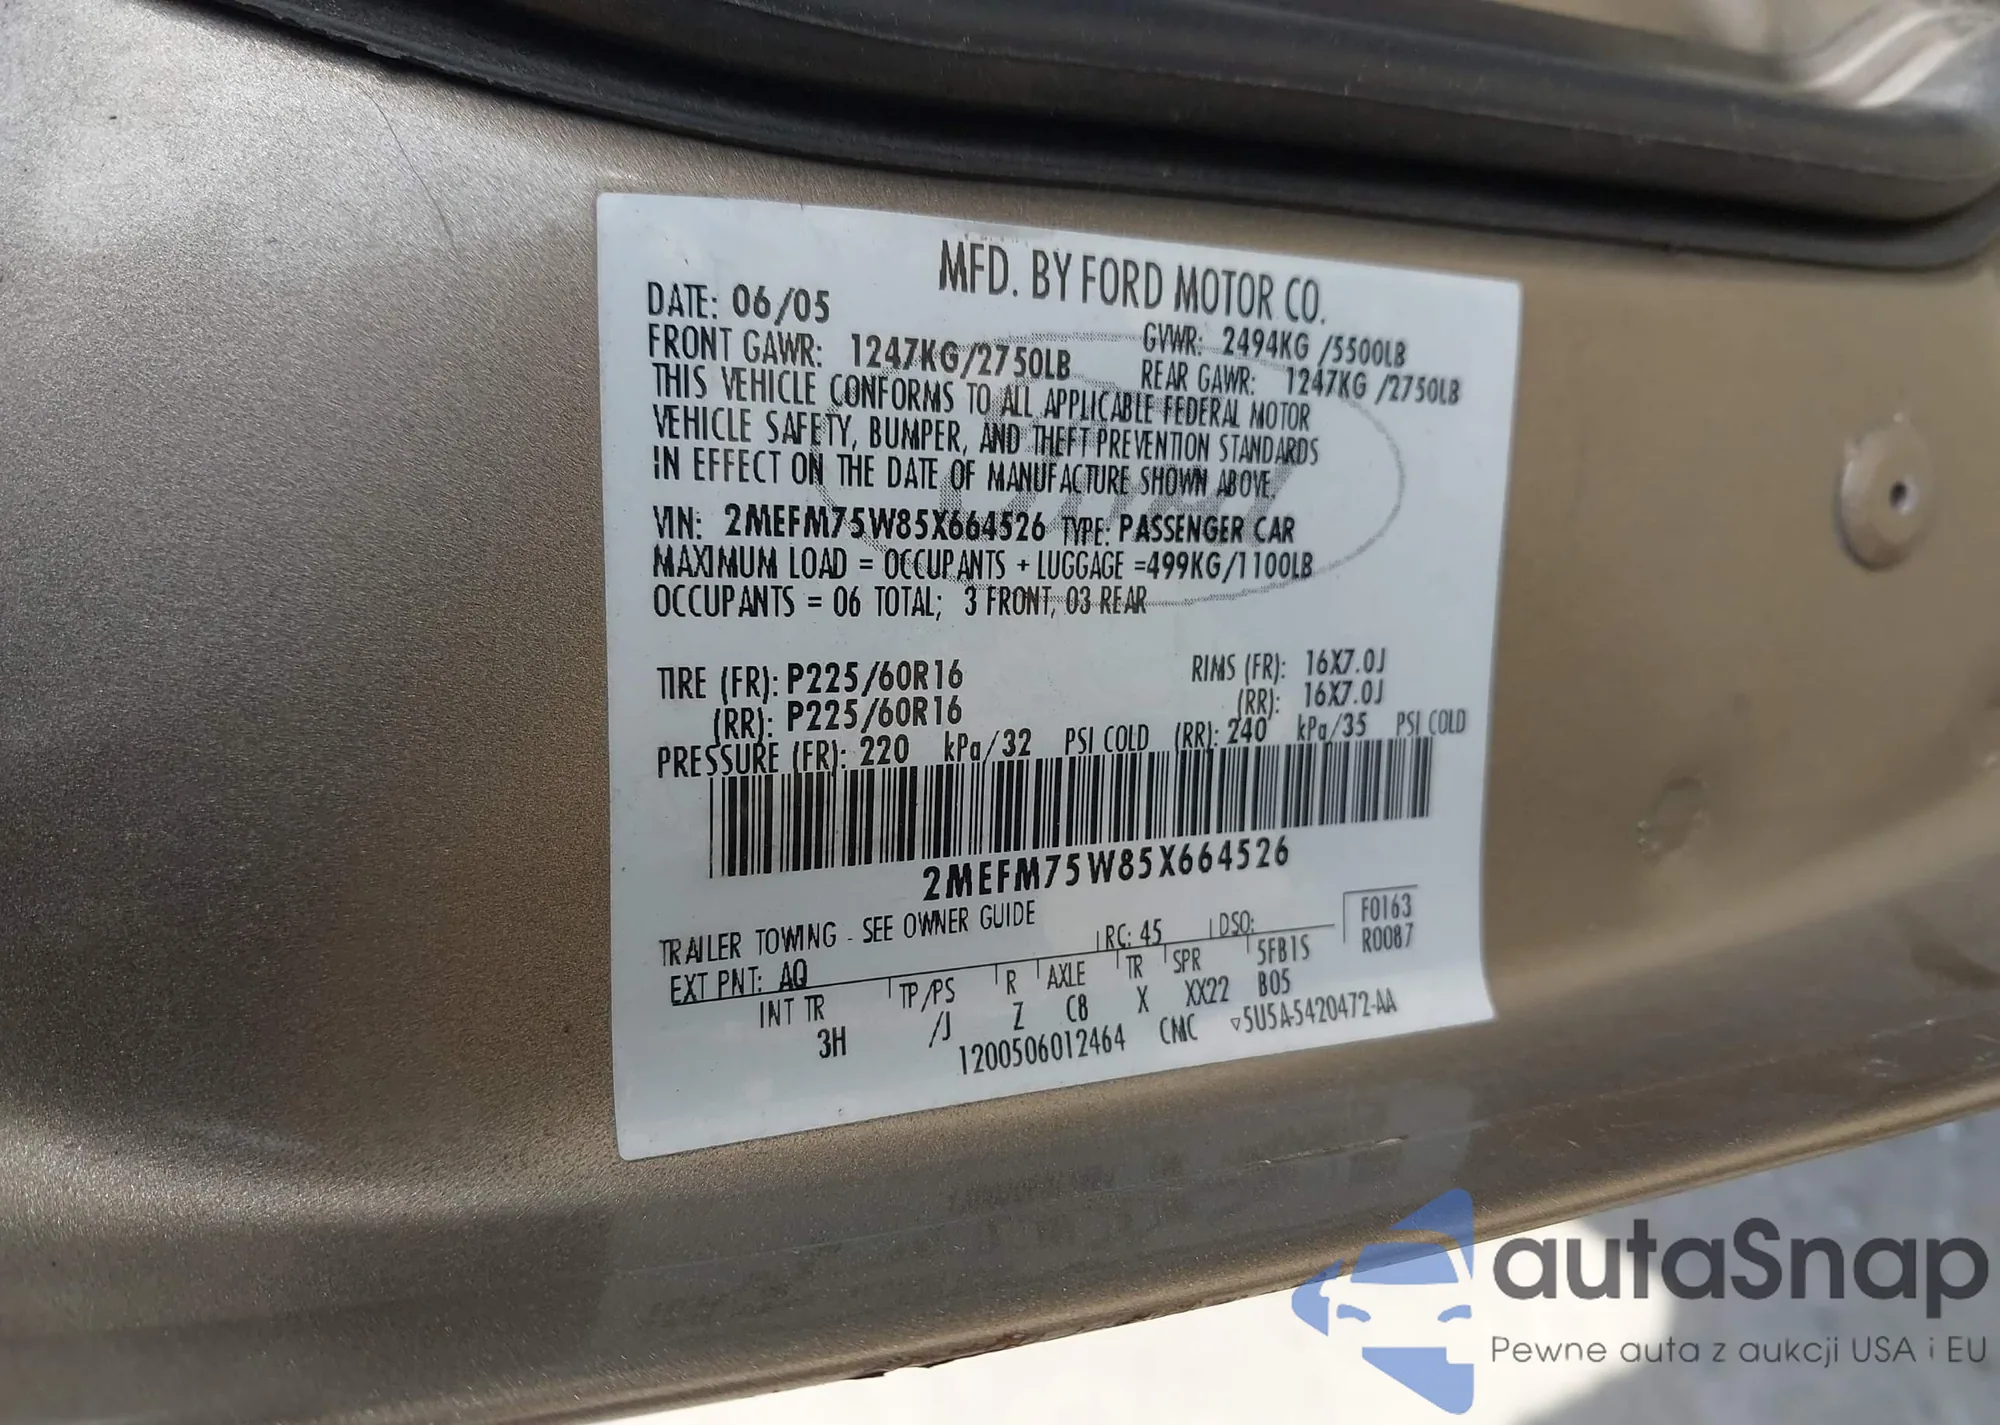 MFD. BY FORD MOTOR CO.
DATE: 06/05
GVWR: 2494KG /5500LB
FRONT GAWR: 1247KG/2750LB
REAR GAWR: 1247KG /2750LB
THIS VEHICLE CONFORMS TO ALL APPLICABLE FEDERAL MOTOR
VEHICLE SAFETY, BUMPER, AND THEFT PREVENTION STANDARDS
IN EFFECT ON THE DATE OF MANUFACTURE SHOWN ABOVE.
VIN: 2MEFM75W85X664526 TYPE: PASSENGER CAR
MAXIMUM LOAD = OCCUPANTS + LUGGAGE =499KG/1100LB
OCCUPANTS = 06 TOTAL; 3 FRONT, 03 REAR
TIRE (FR): P225/60R16 RIMS (FR): 16X7.0J
(RR): P225/60R16 (RR): 16X7.0J
PRESSURE (FR): 220 kPa/32 PSI COLD (RR): 240 kPa/35 PSI COLD
2MEFM75W85X664526
TRAILER TOWING - SEE OWNER GUIDE
F0163
R0087
EXT PNT: AQ RC: 45 DSO:
INT TR TP/PS R AXLE TR SPR 5FB1S
3H /J Z C8 X XX22 B05
1200506012464 CMC ▽5U5A-5420472-AA
autaSnap
Pewne auta z aukcji USA i EU